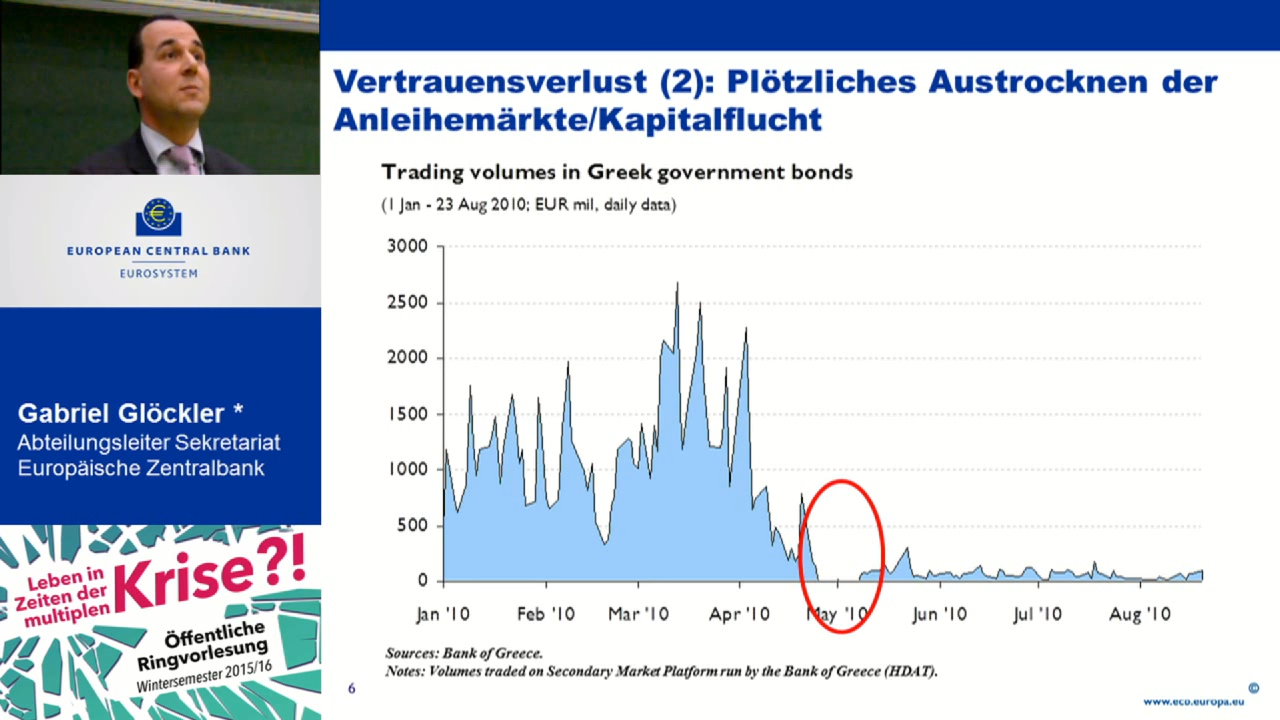 Vertrauensverlust (2): Plötzliches Austrocknen der
Anleihemärkte/Kapitalflucht
Trading volumes in Greek government bonds
(1 Jan - 23 Aug 2010; EUR mil, daily data)
3000
2500
2000
1500
1000
500
0
Jan '10 Feb '10 Mar '10 Apr '10 May '10 Jun '10 Jul '10 Aug '10
Sources: Bank of Greece.
Notes: Volumes traded on Secondary Market Platform run by the Bank of Greece (HDAT).
6
©
www.eco.europa.eu
€
EUROPEAN CENTRAL BANK
EUROSYSTEM
Gabriel Glöckler *
Abteilungsleiter Sekretariat
Europäische Zentralbank
Leben in
Zeiten der
multiplen
Krise?!
Öffentliche
Ringvorlesung
Wintersemester 2015/16